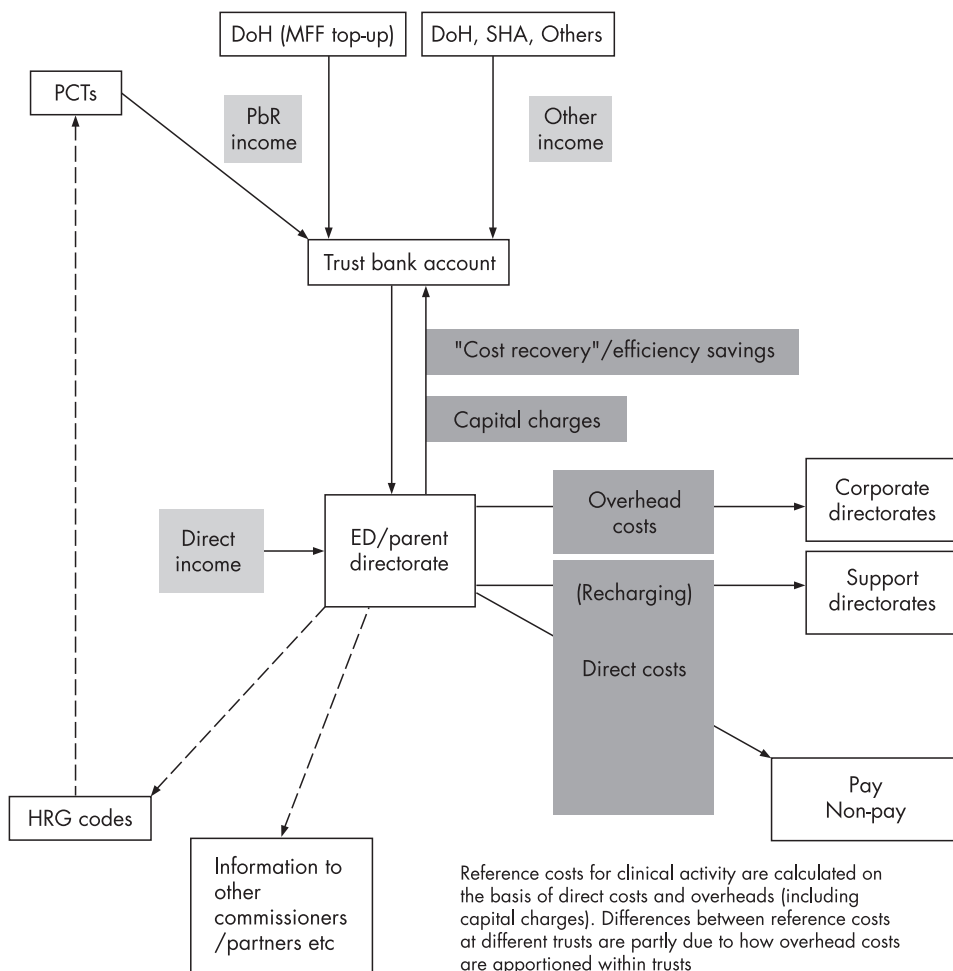 DoH (MFF top-up)
DoH, SHA, Others
PCTs
PbR
income
Other
income
Trust bank account
"Cost recovery"/efficiency savings
Capital charges
Overhead
costs
Corporate
directorates
Direct
income
ED/parent
directorate
(Recharging)
Support
directorates
Direct costs
Pay
Non-pay
HRG codes
Information to
other
commissioners
/partners etc
Reference costs for clinical activity are calculated on
the basis of direct costs and overheads (including
capital charges). Differences between reference costs
at different trusts are partly due to how overhead costs
are apportioned within trusts